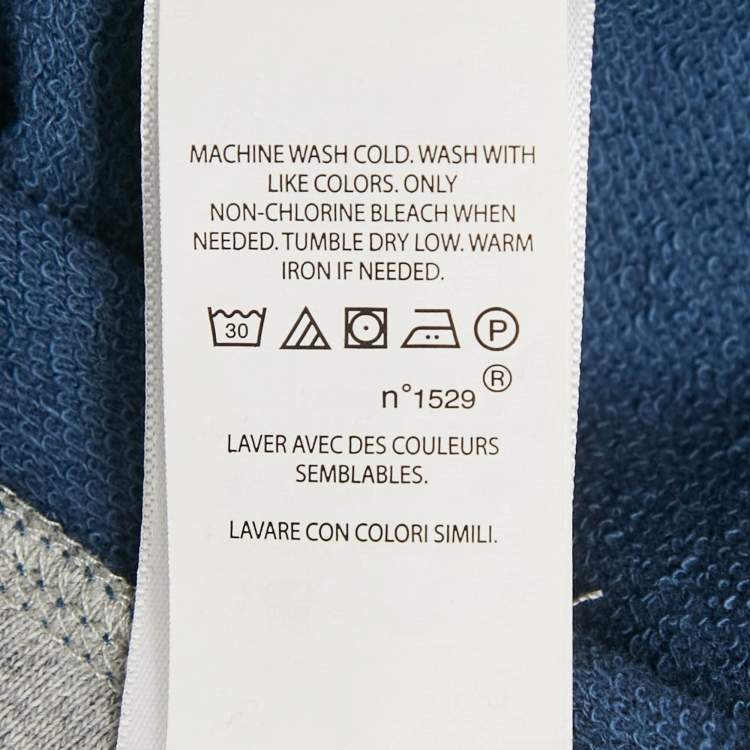 MACHINE WASH COLD. WASH WITH
LIKE COLORS. ONLY
NON-CHLORINE BLEACH WHEN
NEEDED. TUMBLE DRY LOW. WARM
IRON IF NEEDED.
30 P
n°1529 ®
LAVER AVEC DES COULEURS
SEMBLABLES.
LAVARE CON COLORI SIMILI.